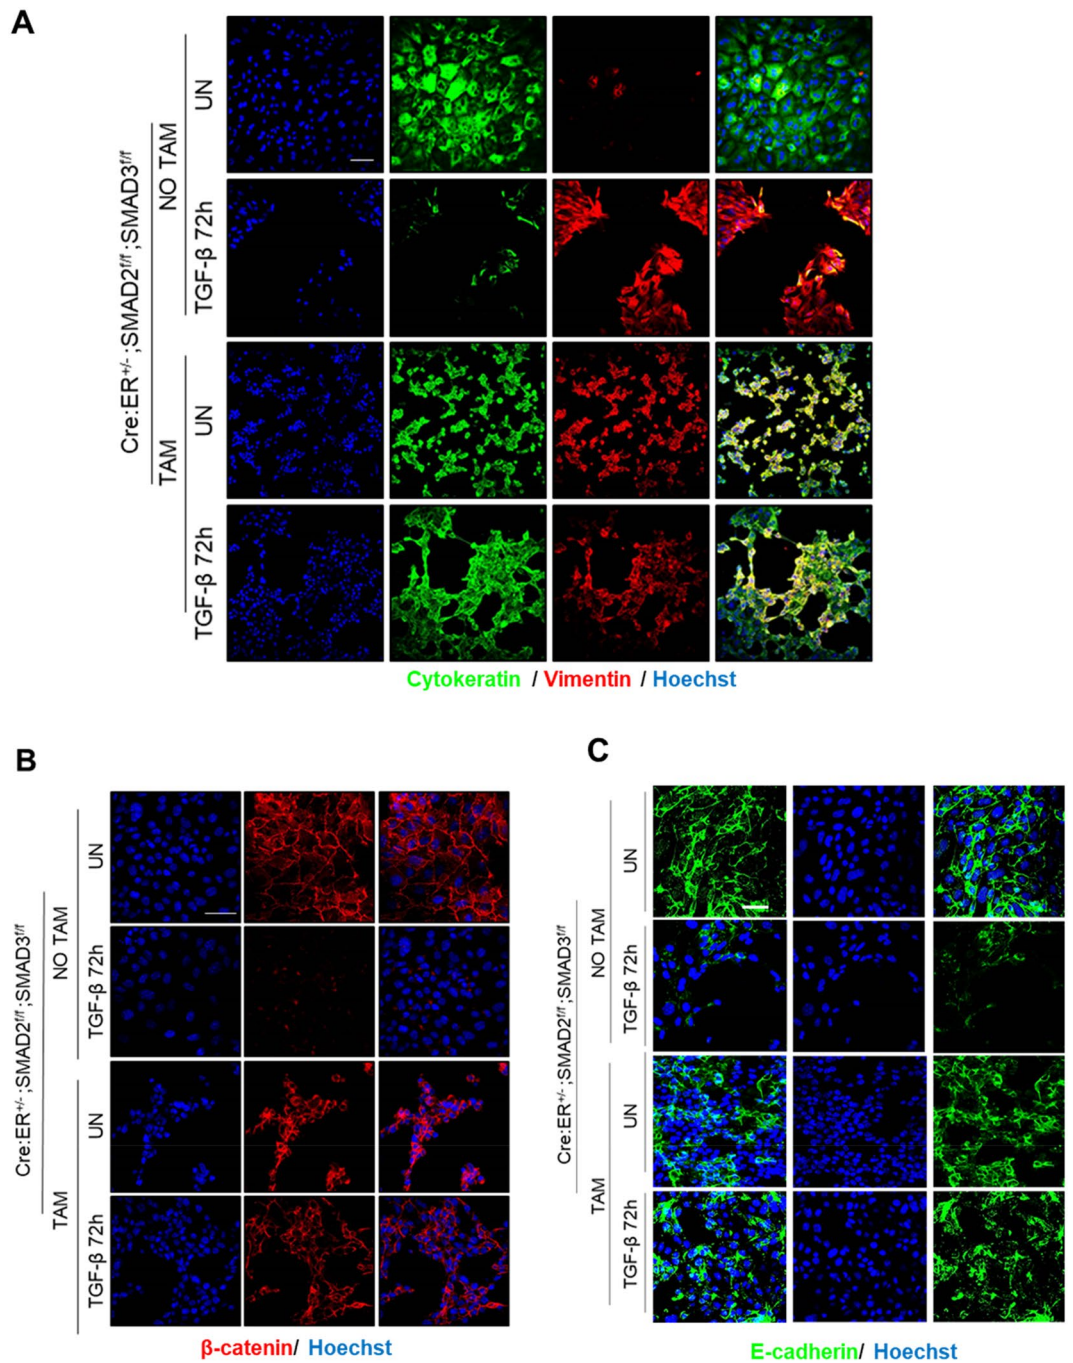 A
Cre:ER+/-;SMAD2f/f;SMAD3f/f
NO TAM
UN
TGF-β 72h
TAM
UN
TGF-β 72h
Cytokeratin / Vimentin / Hoechst
B
Cre:ER+/-;SMAD2f/f;SMAD3f/f
NO TAM
UN
TGF-β 72h
TAM
UN
TGF-β 72h
β-catenin/ Hoechst
C
Cre:ER+/-;SMAD2f/f;SMAD3f/f
NO TAM
UN
TGF-β 72h
TAM
UN
TGF-β 72h
E-cadherin/ Hoechst